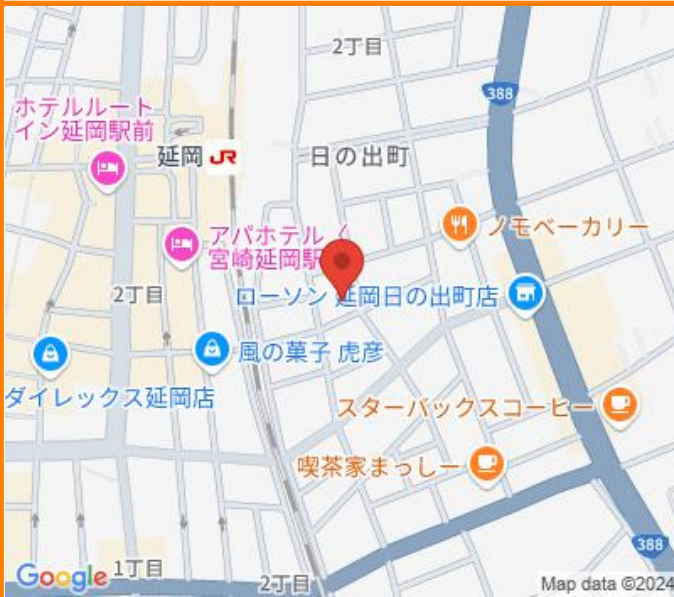 2丁目
388
ホテルルート
イン延岡駅前
延岡 JR
日の出町
ノモベーカリー
アパホテル
宮崎延岡駅
2丁目
ローソン 延岡日の出町店
風の菓子 虎彦
ダイレックス延岡店
スターバックスコーヒー
喫茶家まっしー
388
Google
1丁目
2丁目
Map data ©2024